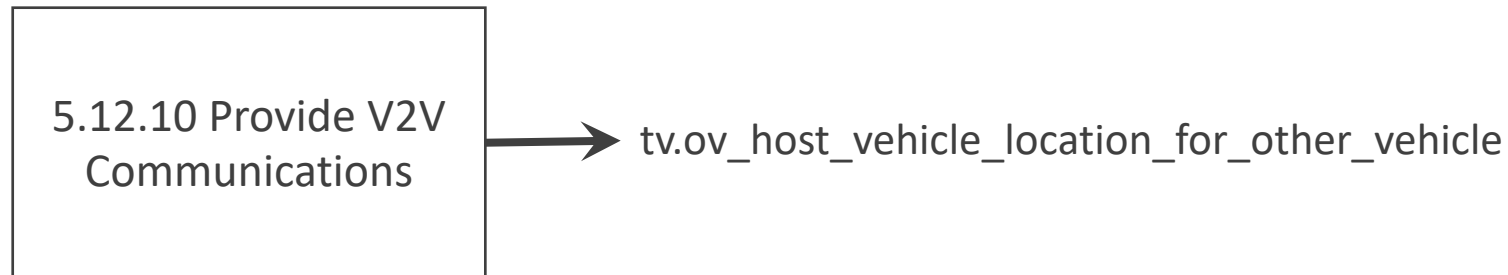 5.12.10 Provide V2V
Communications
tv.ov_host_vehicle_location_for_other_vehicle